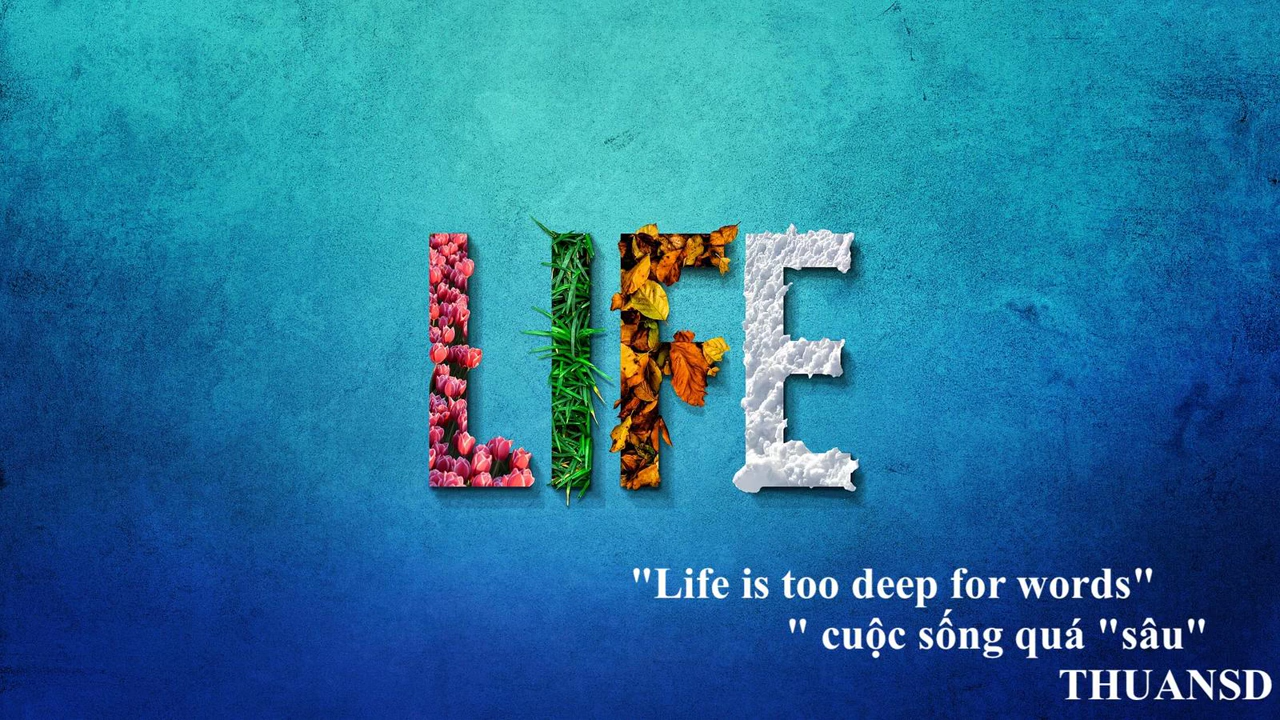 LIFE
"Life is too deep for words"
" cuộc sống quá "sâu"
THUANSD